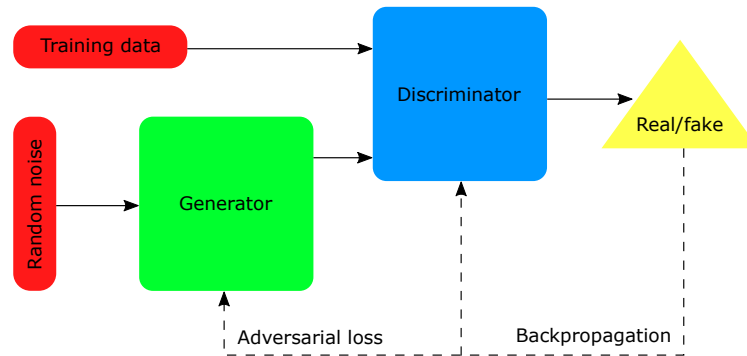 Training data
Discriminator
Real/fake
Random noise
Generator
Adversarial loss
Backpropagation